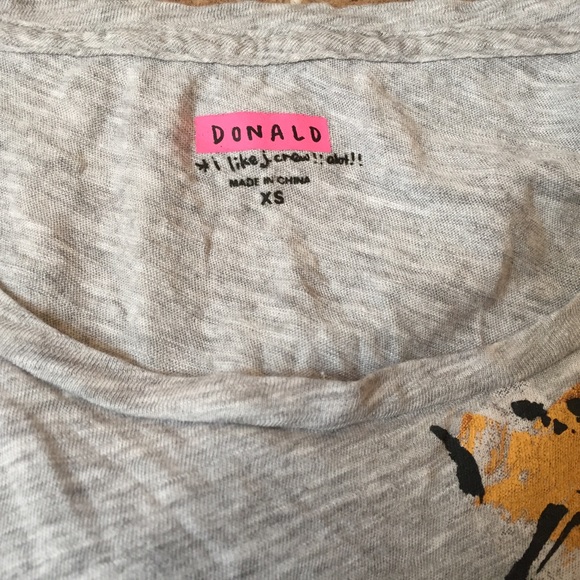 DONALD
*i like j.crew!! alot!!
MADE IN CHINA
XS